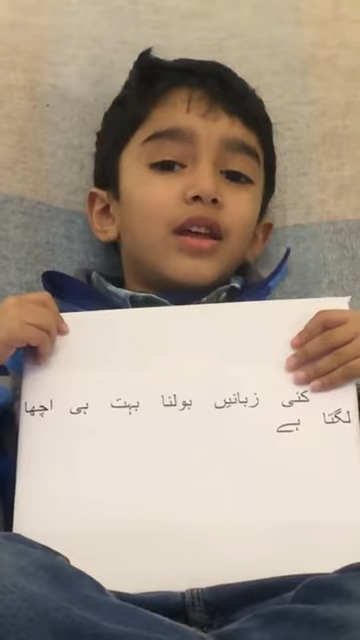 کئی زبانیں بولنا بہت ہی اچھا
لگتا ہے